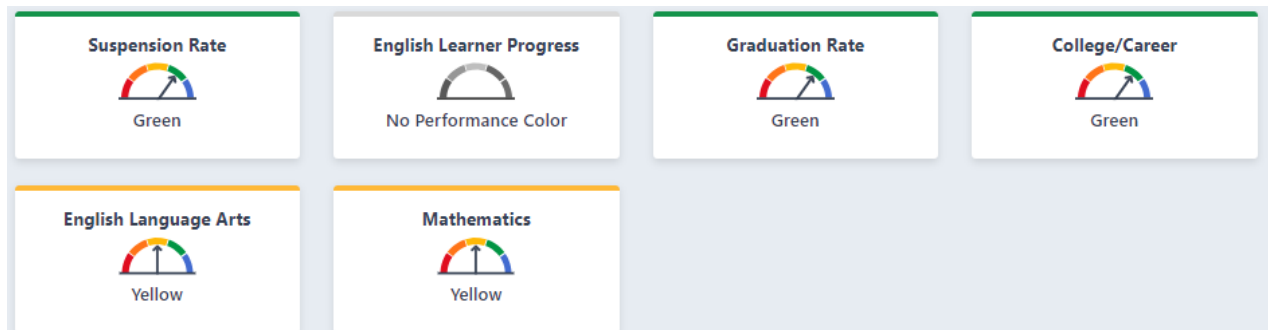 Suspension Rate
Green
English Learner Progress
No Performance Color
Graduation Rate
Green
College/Career
Green
English Language Arts
Yellow
Mathematics
Yellow